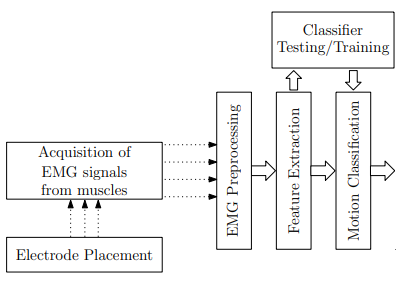 Classifier
Testing/Training
Acquisition of
EMG signals
from muscles
Electrode Placement
EMG Preprocessing
Feature Extraction
Motion Classification